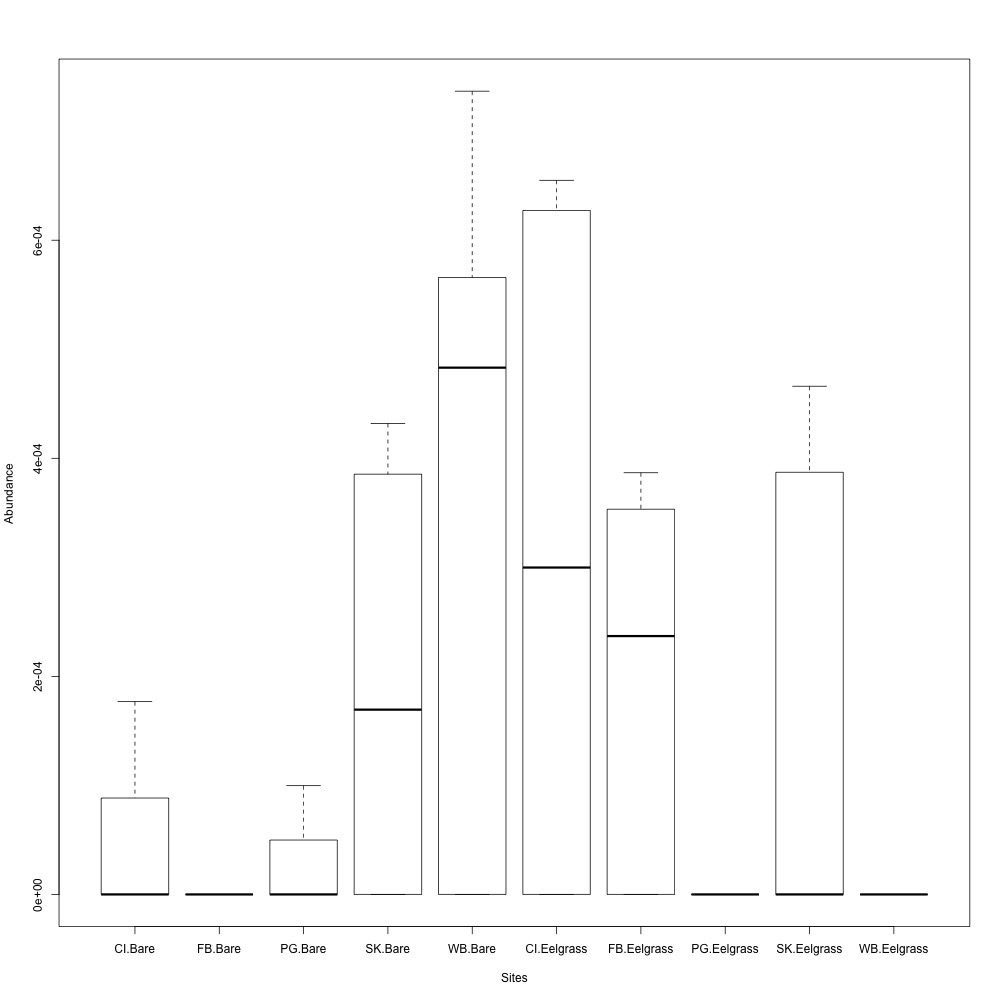 Abundance
6e-04
4e-04
2e-04
0e+00
CI.Bare FB.Bare PG.Bare SK.Bare WB.Bare CI.Eelgrass FB.Eelgrass PG.Eelgrass SK.Eelgrass WB.Eelgrass
Sites